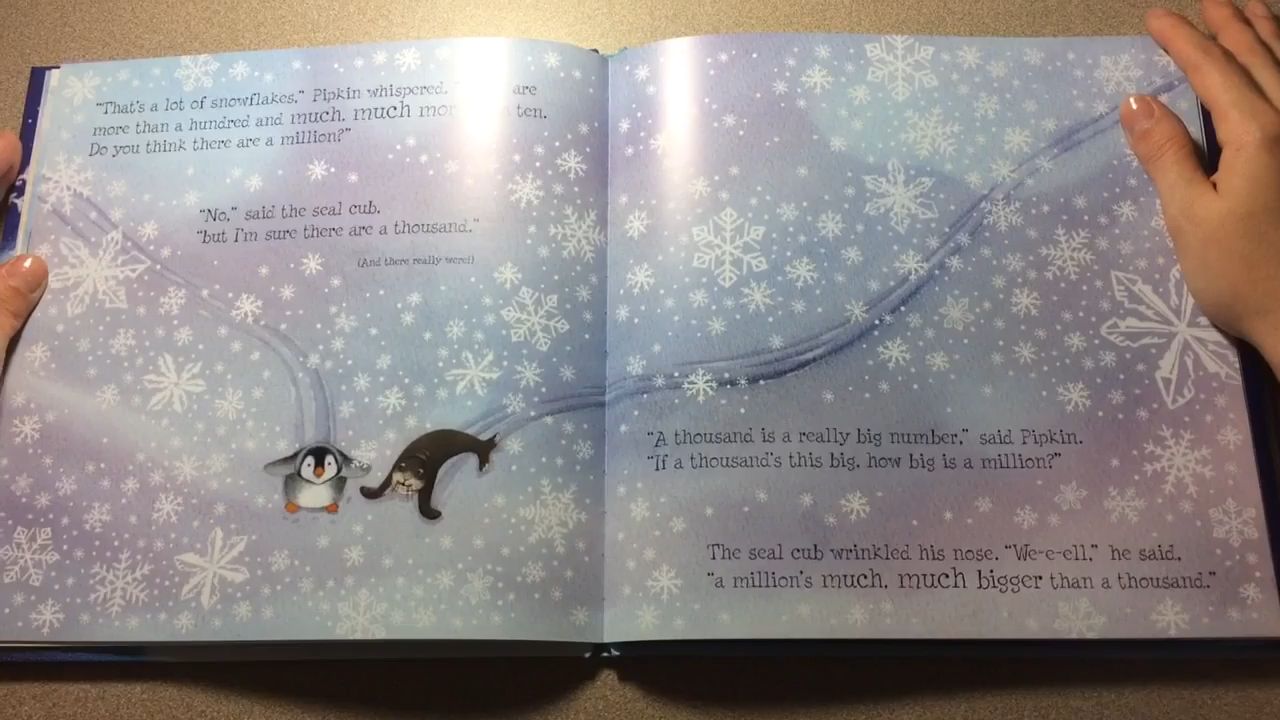 "That's a lot of snowflakes," Pipkin whispered, " are
more than a hundred and much, much mor ten.
Do you think there are a million?"
"No," said the seal cub,
"but I'm sure there are a thousand."
(And there really were!)
"A thousand is a really big number," said Pipkin.
"If a thousand's this big, how big is a million?"
The seal cub wrinkled his nose. "We-e-ell," he said,
"a million's much, much bigger than a thousand."